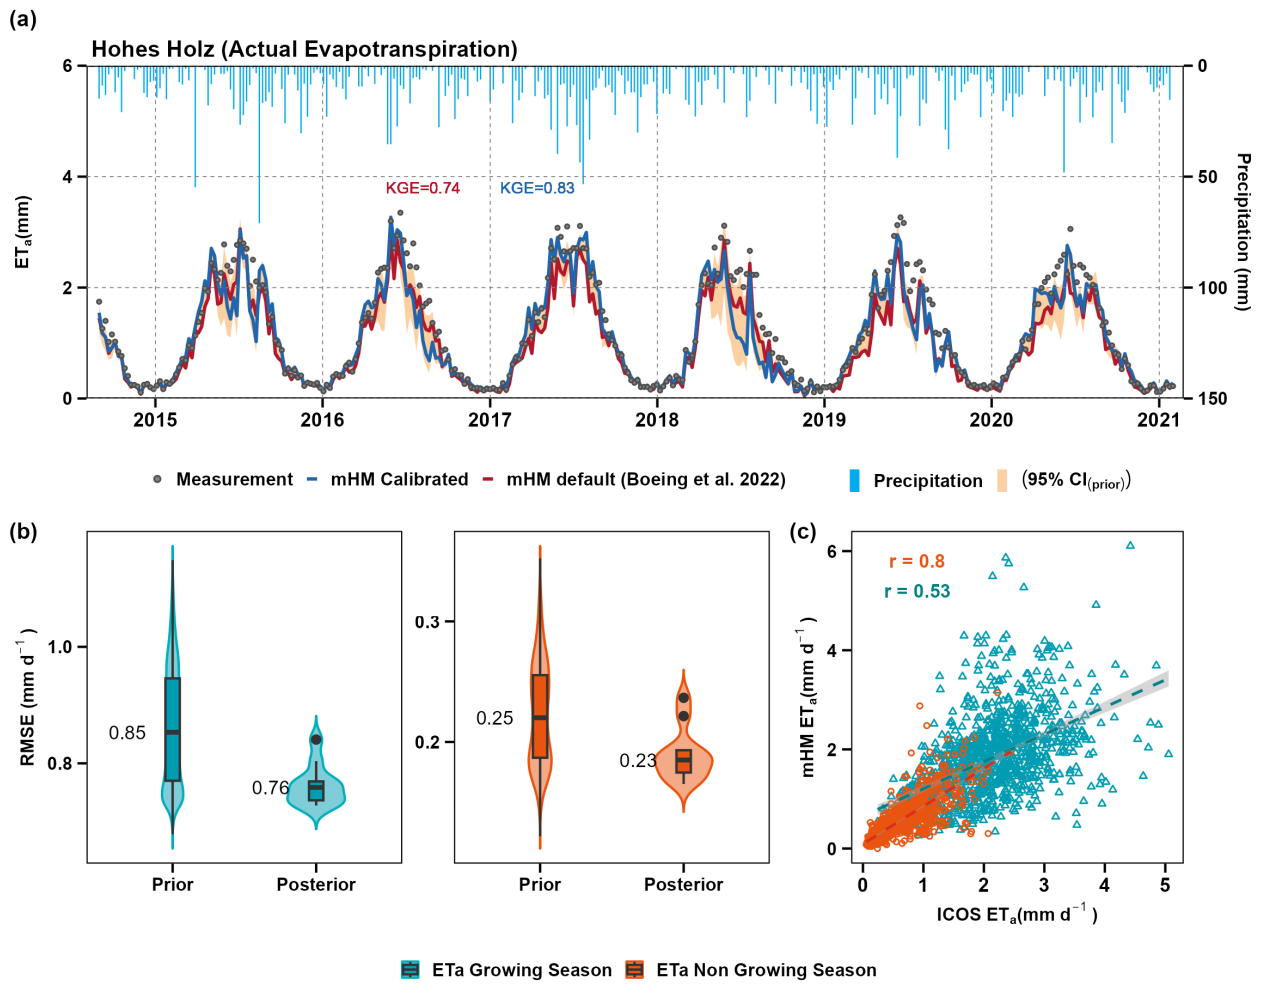 (a)
Hohes Holz (Actual Evapotranspiration)
6
4
2
0
ETa(mm)
0
50
100
150
Precipitation (mm)
KGE=0.74
KGE=0.83
2015
2016
2017
2018
2019
2020
2021
Measurement
mHM Calibrated
mHM default (Boeing et al. 2022)
Precipitation
(95% CI(prior))
(b)
RMSE (mm d−1 )
1.0
0.8
0.85
0.76
Prior
Posterior
0.3
0.2
0.25
0.23
Prior
Posterior
(c)
mHM ETa(mm d−1 )
6
4
2
0
r = 0.8
r = 0.53
0
1
2
3
4
5
ICOS ETa(mm d−1 )
ETa Growing Season
ETa Non Growing Season